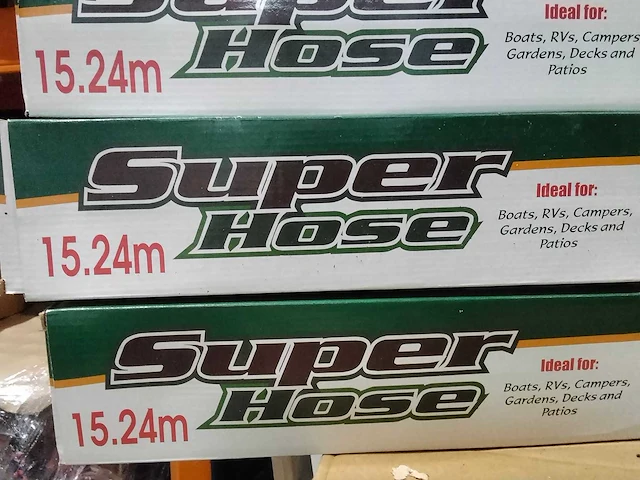 Super
Hose
15.24m
Ideal for:
Boats, RVs, Campers
Gardens, Decks and
Patios
Super
Hose
15.24m
Ideal for:
Boats, RVs, Campers,
Gardens, Decks and
Patios
Super
Hose
15.24m
Ideal for:
Boats, RVs, Campers,
Gardens, Decks and
Patios